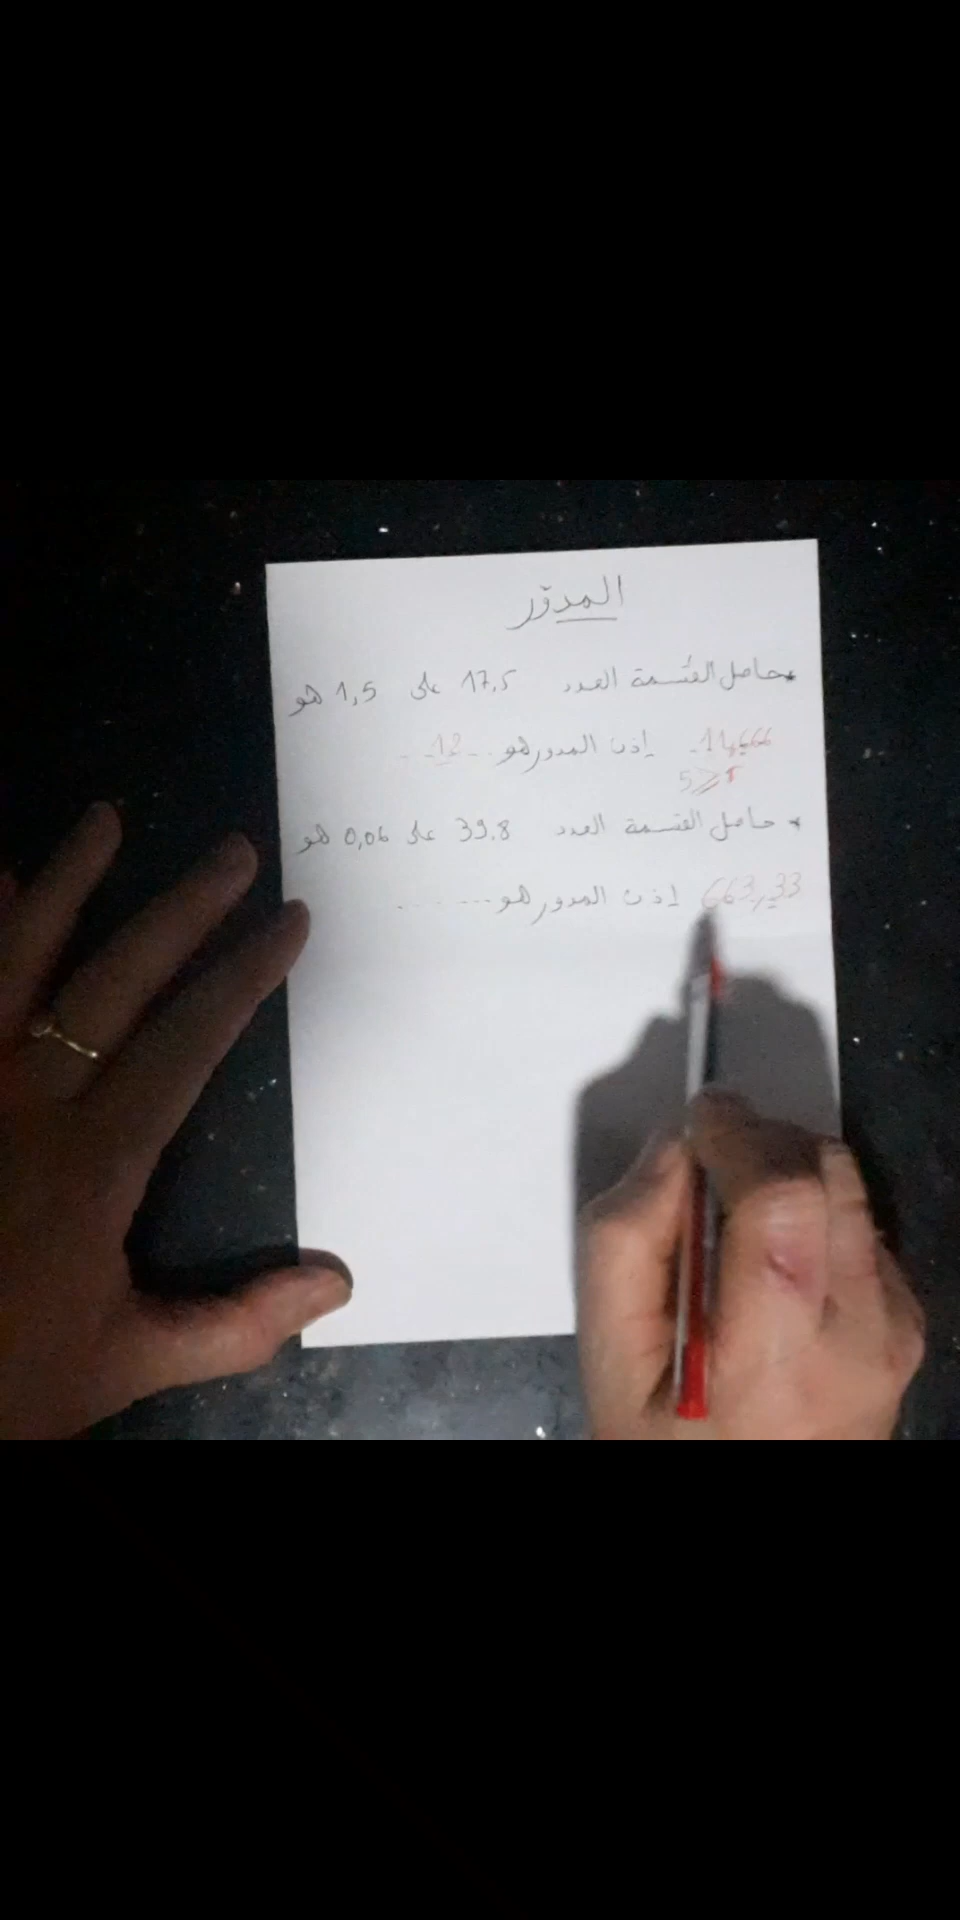 المدوّر
* حاصل القسمة العدد 17,5 على 1,5 هو
11,666 إذن المدور هو ...12...
5 ⩾
* حاصل القسمة العدد 39,8 على 0,06 هو
663,33 إذن المدور هو ......